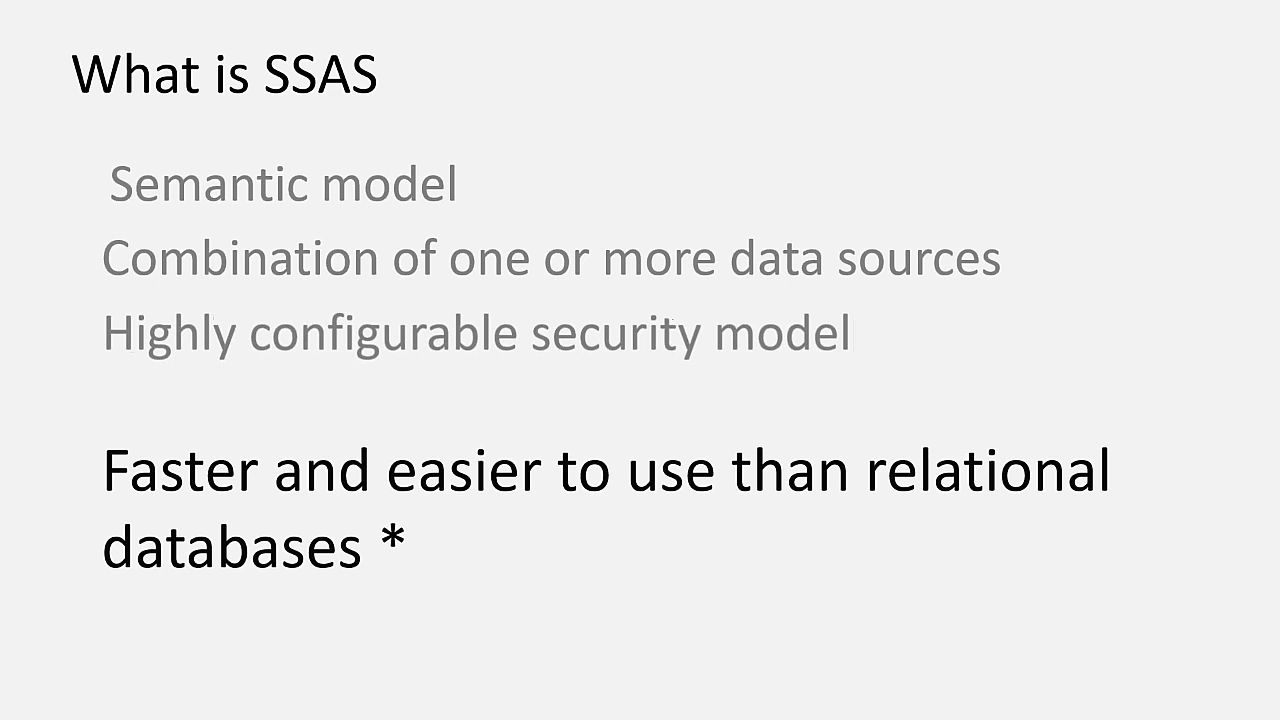 What is SSAS
Semantic model
Combination of one or more data sources
Highly configurable security model
Faster and easier to use than relational
databases *